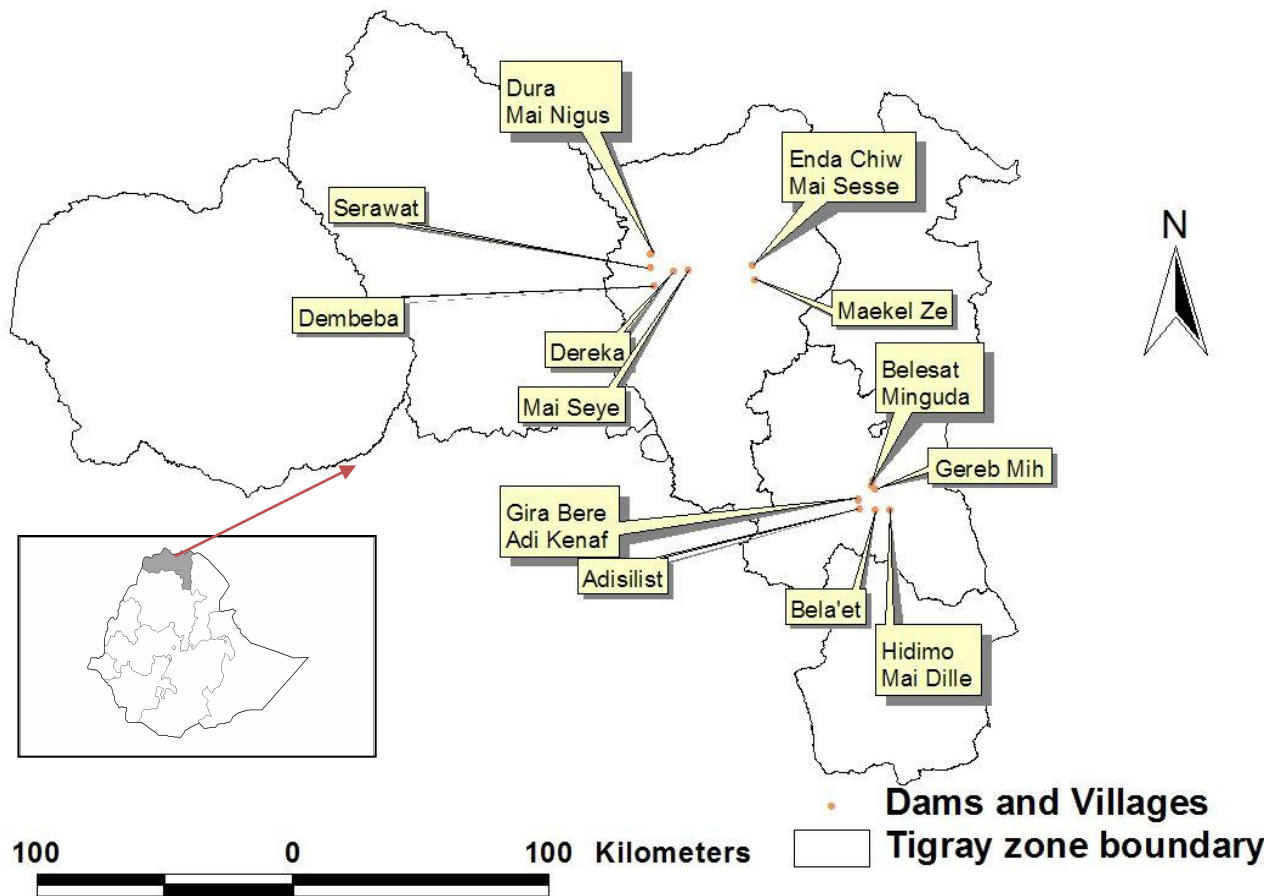 Dura
Mai Nigus
Enda Chiw
Mai Sesse
Serawat
Dembeba
Dereka
Mai Seye
Maekel Ze
N
Belesat
Minguda
Gereb Mih
Gira Bere
Adi Kenaf
Adisilist
Bela'et
Hidimo
Mai Dille
Dams and Villages
Tigray zone boundary
100 0 100 Kilometers